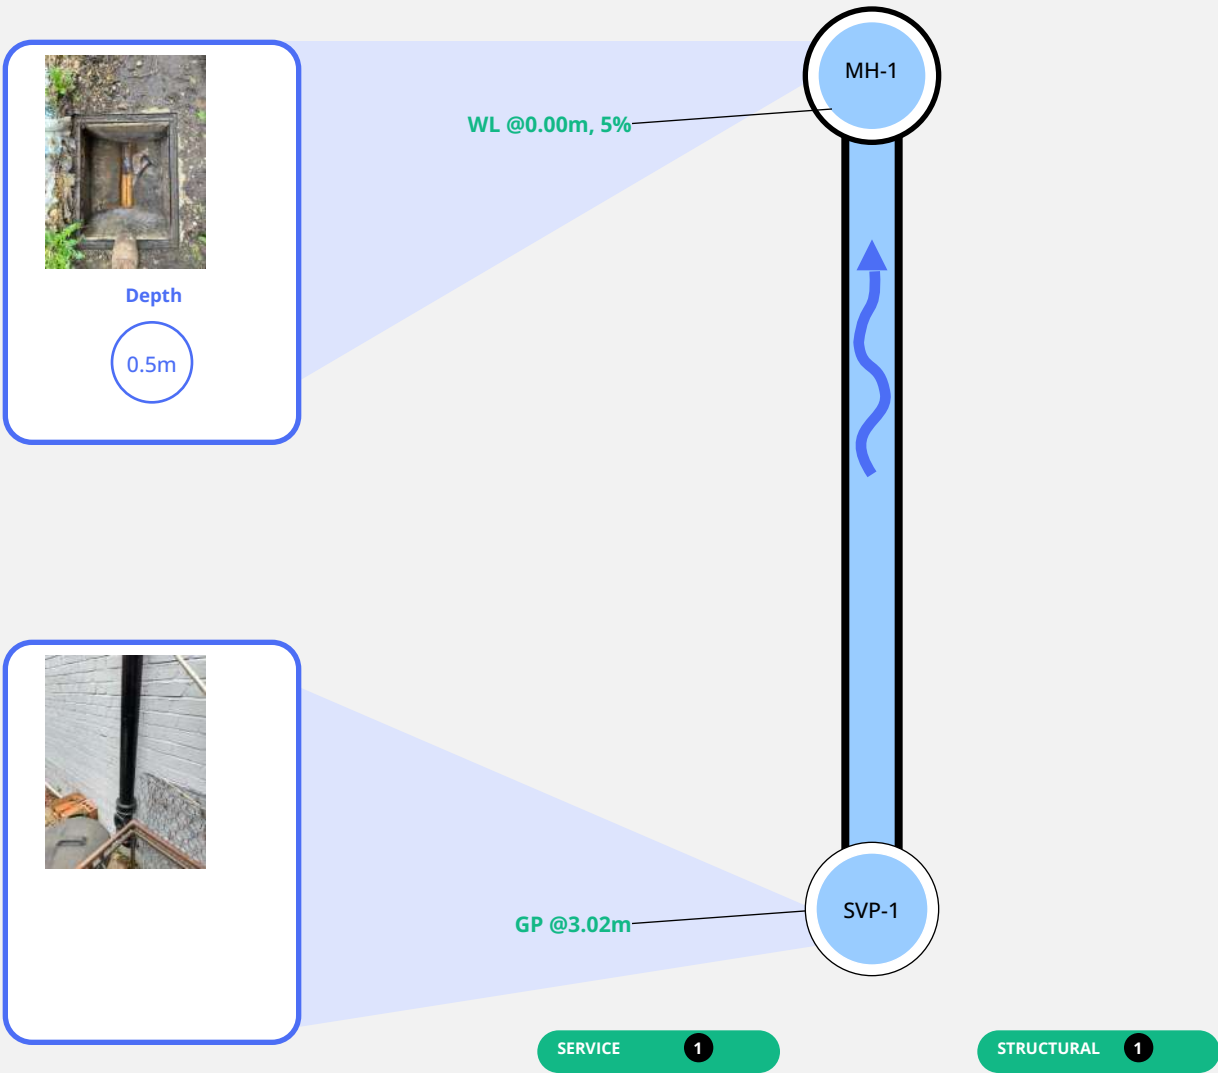 MH-1
WL @0.00m, 5%
Depth
0.5m
GP @3.02m
SVP-1
SERVICE 1
STRUCTURAL 1